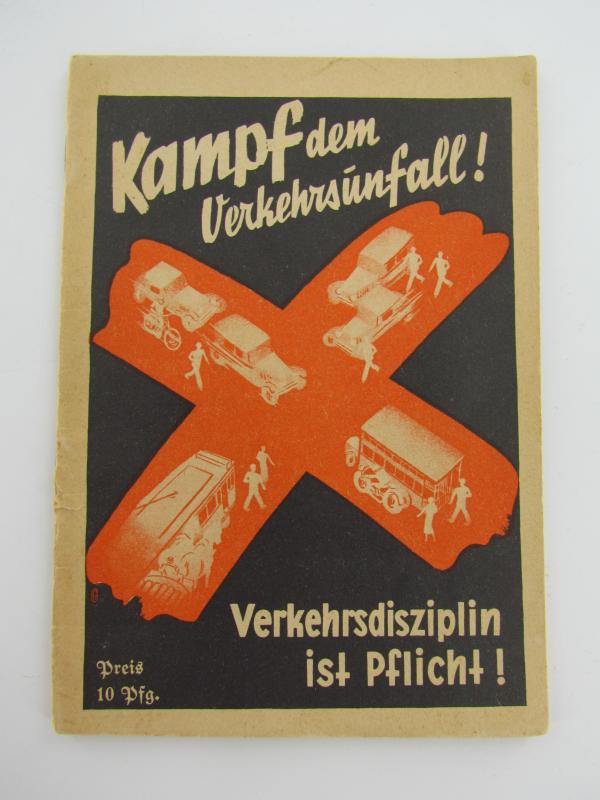 Kampf dem
Verkehrsunfall!
Verkehrsdisziplin
ist Pflicht!
Preis
10 Pfg.